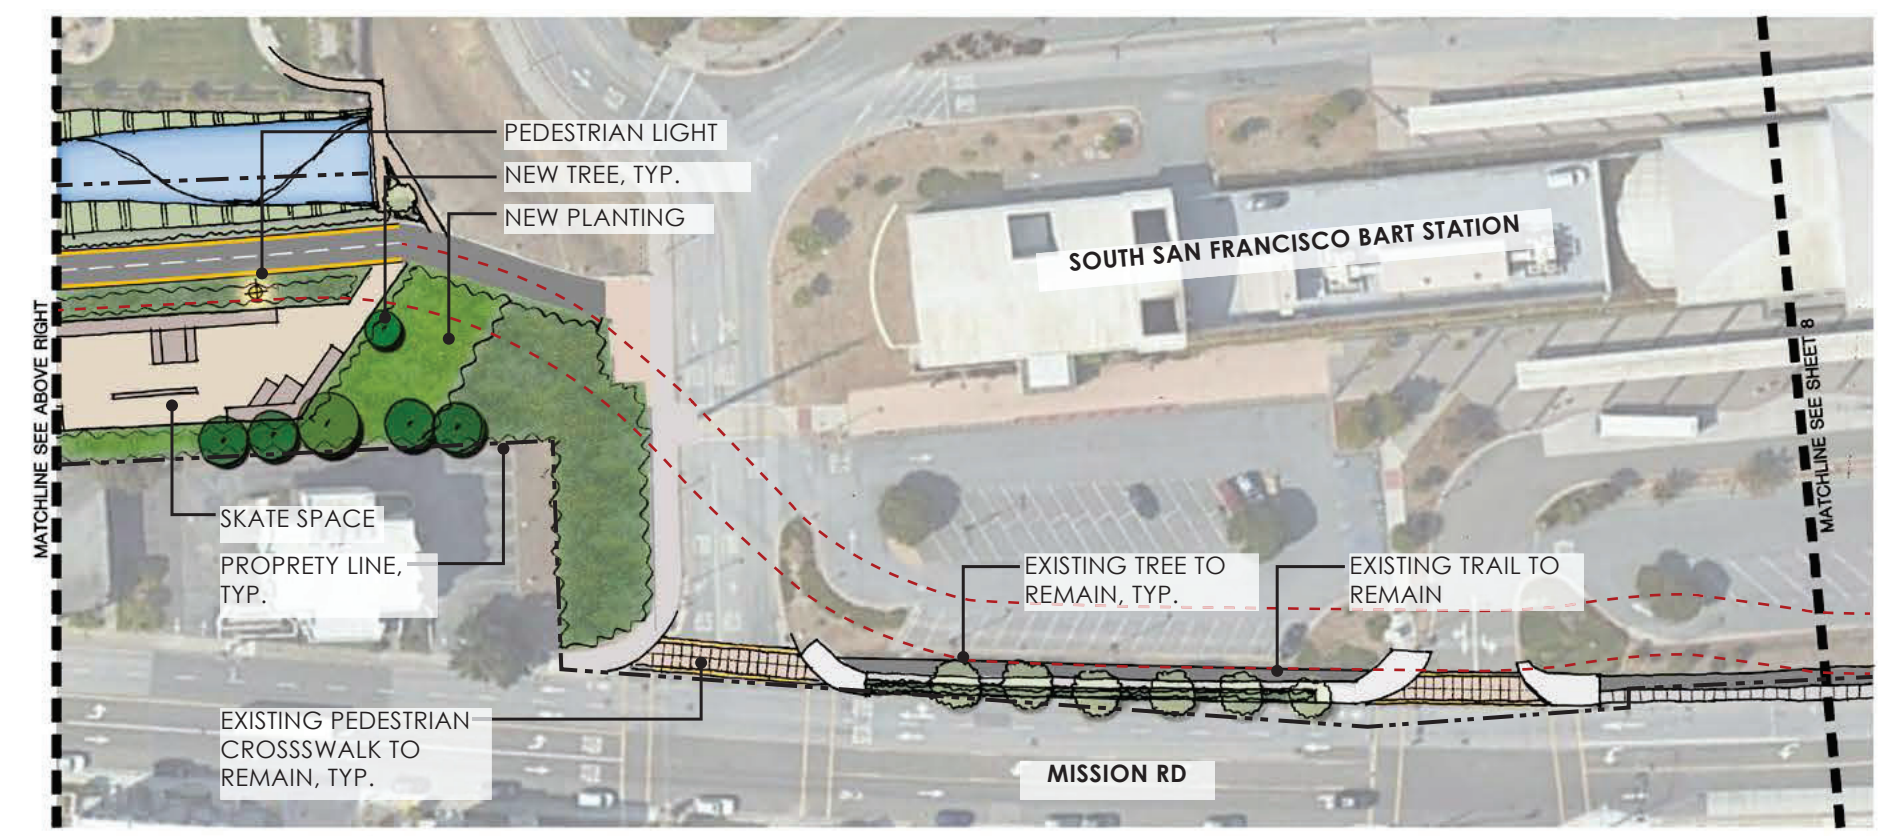 PEDESTRIAN LIGHT
NEW TREE, TYP.
NEW PLANTING
SOUTH SAN FRANCISCO BART STATION
MATCHLINE SEE ABOVE RIGHT
MATCHLINE SEE SHEET 8
SKATE SPACE
PROPRETY LINE,
TYP.
EXISTING TREE TO
REMAIN, TYP.
EXISTING TRAIL TO
REMAIN
EXISTING PEDESTRIAN
CROSSSWALK TO
REMAIN, TYP.
MISSION RD